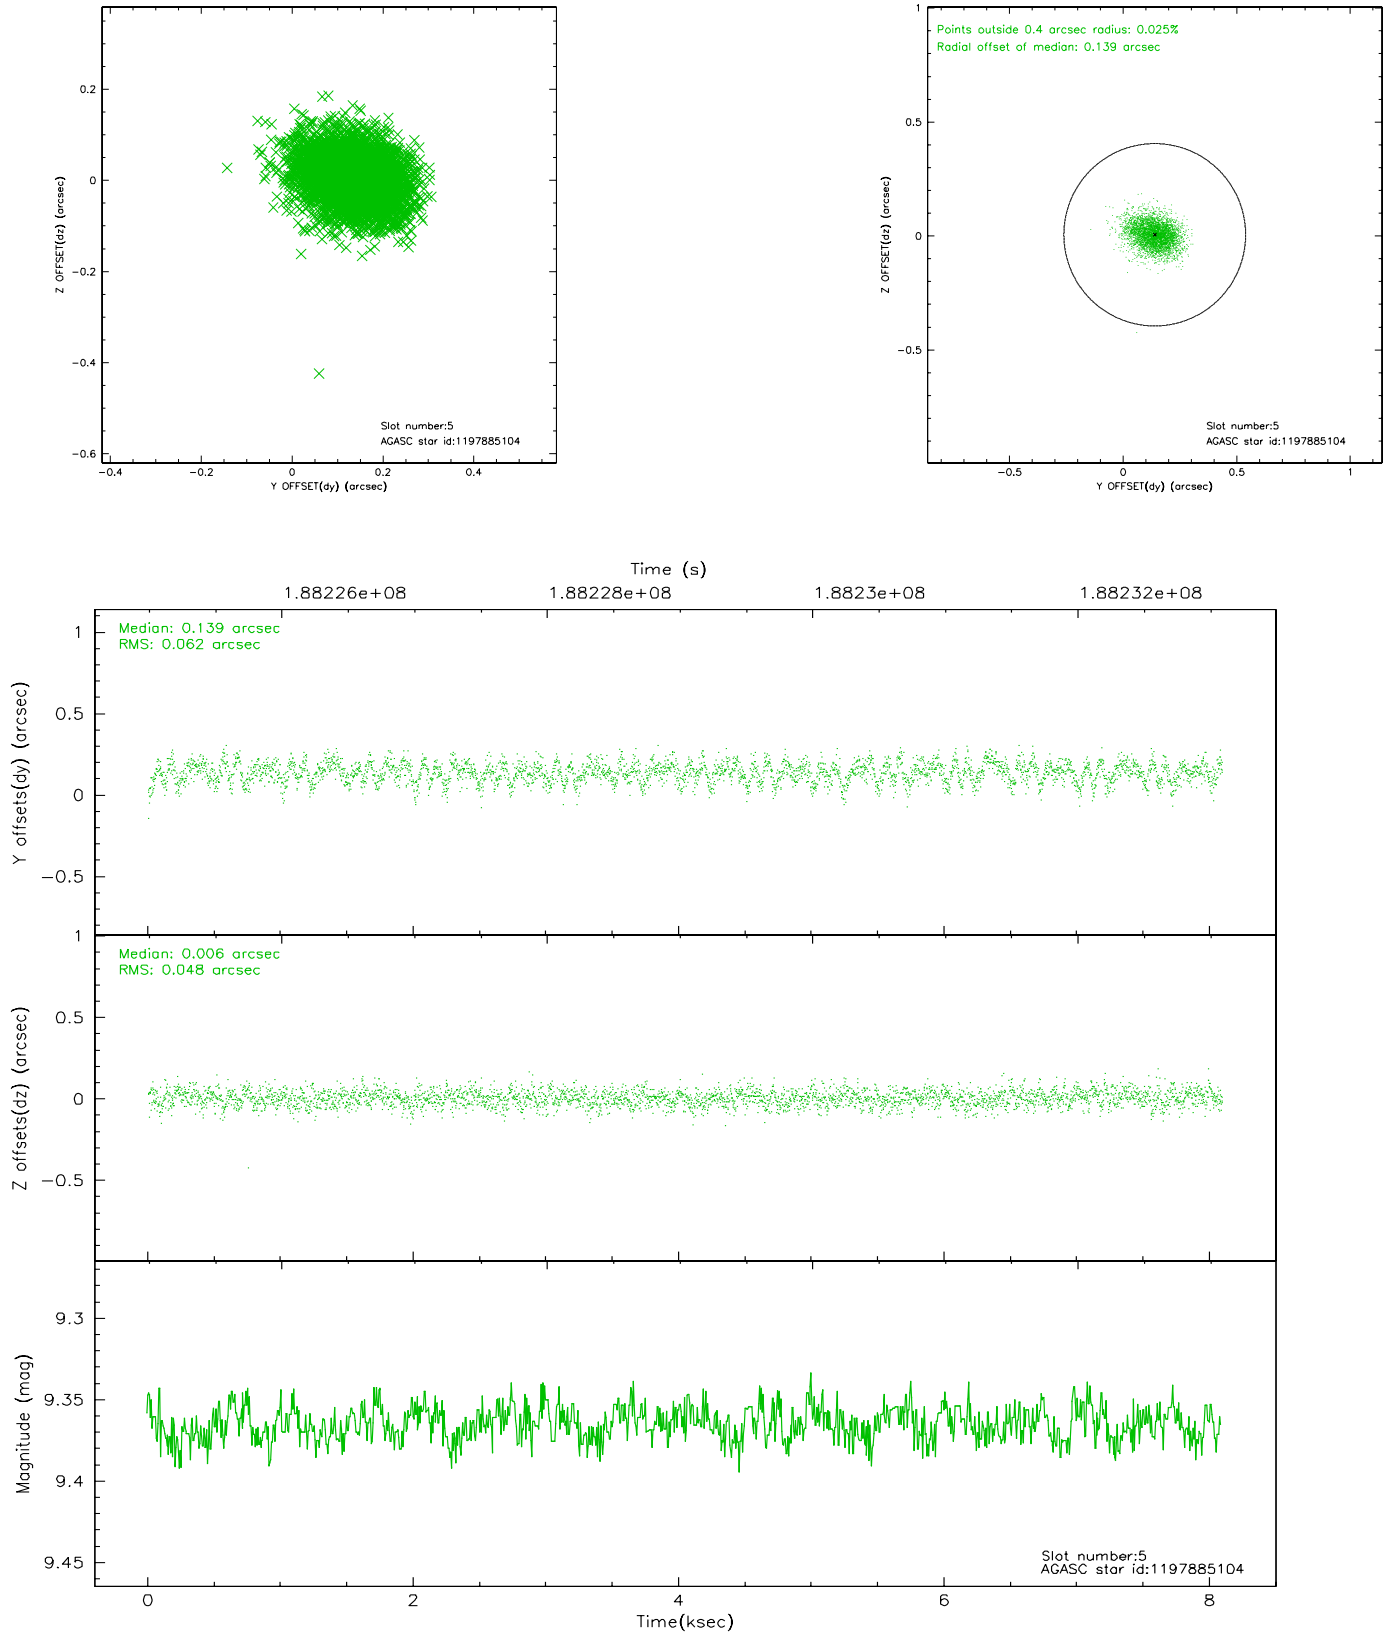 0.2
0
−0.2
−0.4
−0.6
Z OFFSET(dz) (arcsec)
Slot number:5
AGASC star id:1197885104
−0.4 −0.2 0 0.2 0.4
Y OFFSET(dy) (arcsec)
1
0.5
0
−0.5
Z OFFSET(dz) (arcsec)
Points outside 0.4 arcsec radius: 0.025%
Radial offset of median: 0.139 arcsec
Slot number:5
AGASC star id:1197885104
−0.5 0 0.5 1
Y OFFSET(dy) (arcsec)
Time (s)
1.88226e+08 1.88228e+08 1.8823e+08 1.88232e+08
Median: 0.139 arcsec
RMS: 0.062 arcsec
1
0.5
0
−0.5
Y offsets(dy) (arcsec)
Median: 0.006 arcsec
RMS: 0.048 arcsec
1
0.5
0
−0.5
Z offsets(dz) (arcsec)
9.3
9.35
9.4
9.45
Magnitude (mag)
Slot number:5
AGASC star id:1197885104
0 2 4 6 8
Time(ksec)